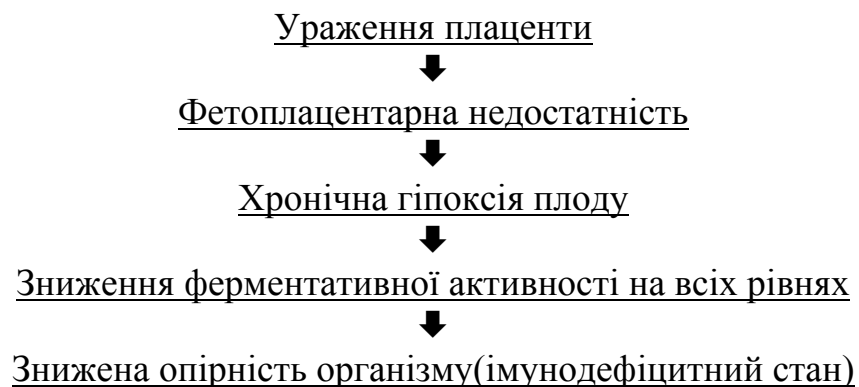 Ураження плаценти
Фетоплацентарна недостатність
Хронічна гіпоксія плоду
Зниження ферментативної активності на всіх рівнях
Знижена опірність організму(імунодефіцитний стан)